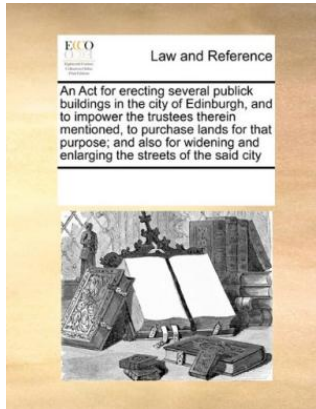 ECCO
Law and Reference
An Act for erecting several publick
buildings in the city of Edinburgh, and
to impower the trustees therein
mentioned, to purchase lands for that
purpose; and also for widening and
enlarging the streets of the said city